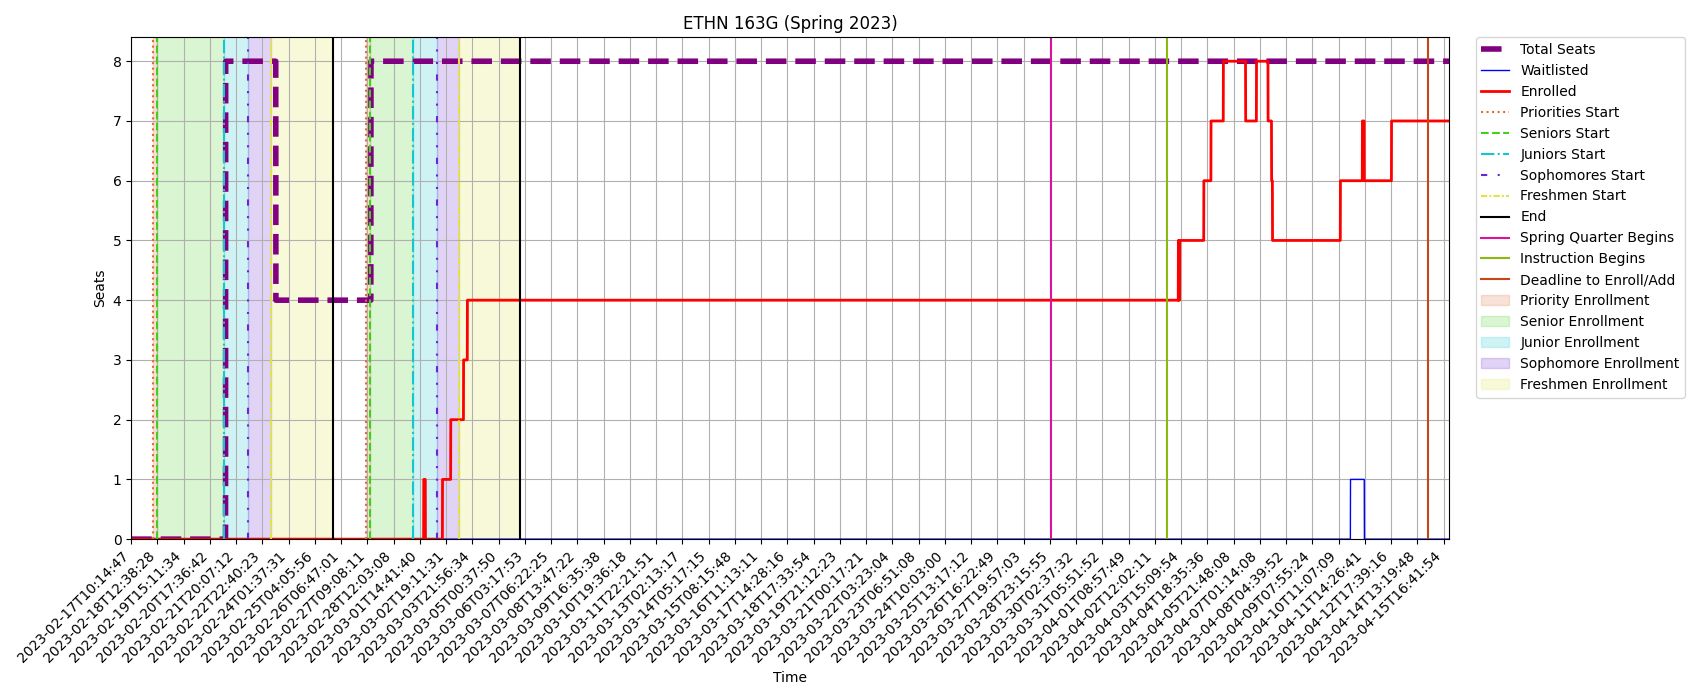 ETHN 163G (Spring 2023)
Seats
8
7
6
5
4
3
2
1
0
2023-02-17T10:14:47
2023-02-18T12:38:28
2023-02-19T15:11:34
2023-02-20T17:36:42
2023-02-21T20:07:12
2023-02-22T22:40:23
2023-02-24T01:37:31
2023-02-25T04:05:56
2023-02-26T06:47:01
2023-02-27T09:08:11
2023-02-28T12:03:08
2023-03-01T14:41:40
2023-03-02T19:11:31
2023-03-03T21:56:34
2023-03-05T00:37:50
2023-03-06T03:17:53
2023-03-07T06:22:25
2023-03-08T13:47:22
2023-03-09T16:35:38
2023-03-10T19:36:18
2023-03-11T22:21:51
2023-03-13T02:13:17
2023-03-14T05:17:15
2023-03-15T08:15:48
2023-03-16T11:13:11
2023-03-17T14:28:16
2023-03-18T17:33:54
2023-03-19T21:12:23
2023-03-21T00:17:21
2023-03-22T03:23:04
2023-03-23T06:51:08
2023-03-24T10:03:00
2023-03-25T13:17:12
2023-03-26T16:22:49
2023-03-27T19:57:03
2023-03-28T23:15:55
2023-03-30T02:37:32
2023-03-31T05:51:52
2023-04-01T08:57:49
2023-04-02T12:02:11
2023-04-03T15:09:54
2023-04-04T18:35:36
2023-04-05T21:48:08
2023-04-07T01:14:08
2023-04-08T04:39:52
2023-04-09T07:55:24
2023-04-10T11:07:09
2023-04-11T14:26:41
2023-04-12T17:39:16
2023-04-14T13:19:48
2023-04-15T16:41:54
Time
Total Seats
Waitlisted
Enrolled
Priorities Start
Seniors Start
Juniors Start
Sophomores Start
Freshmen Start
End
Spring Quarter Begins
Instruction Begins
Deadline to Enroll/Add
Priority Enrollment
Senior Enrollment
Junior Enrollment
Sophomore Enrollment
Freshmen Enrollment